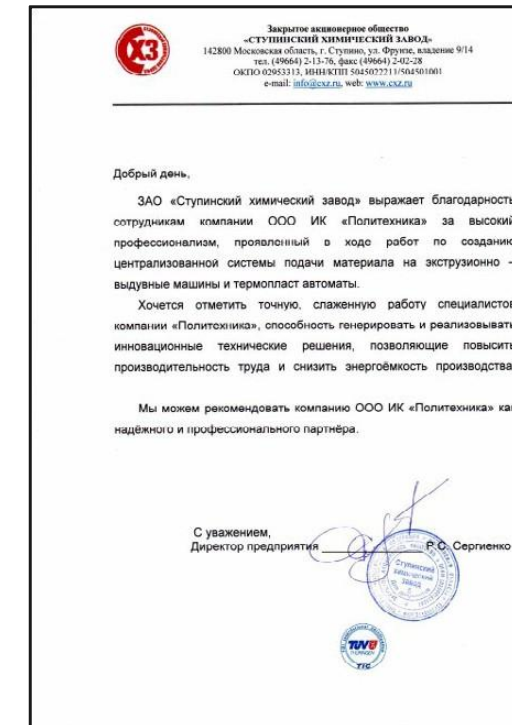 ХЗ
Закрытое акционерное общество
«СТУПИНСКИЙ ХИМИЧЕСКИЙ ЗАВОД»
142800 Московская область, г. Ступино, ул. Фрунзе, владение 9/14
тел. (49664) 2-13-76, факс (49664) 2-02-28
ОКПО 02953313, ИНН/КПП 5045022211/504501001
e-mail: info@cxz.ru, web: www.cxz.ru
Добрый день,
ЗАО «Ступинский химический завод» выражает благодарность
сотрудникам компании ООО ИК «Политехника» за высокий
профессионализм, проявленный в ходе работ по созданию
централизованной системы подачи материала на экструзионно -
выдувные машины и термопласт автоматы.
Хочется отметить точную, слаженную работу специалистов
компании «Политехника», способность генерировать и реализовывать
инновационные технические решения, позволяющие повысить
производительность труда и снизить энергоёмкость производства.
Мы можем рекомендовать компанию ООО ИК «Политехника» как
надёжного и профессионального партнёра.
С уважением,
Директор предприятия Р.С. Сергиенко
Ступинский
химический
завод
TÜV
THÜRINGEN
TIC